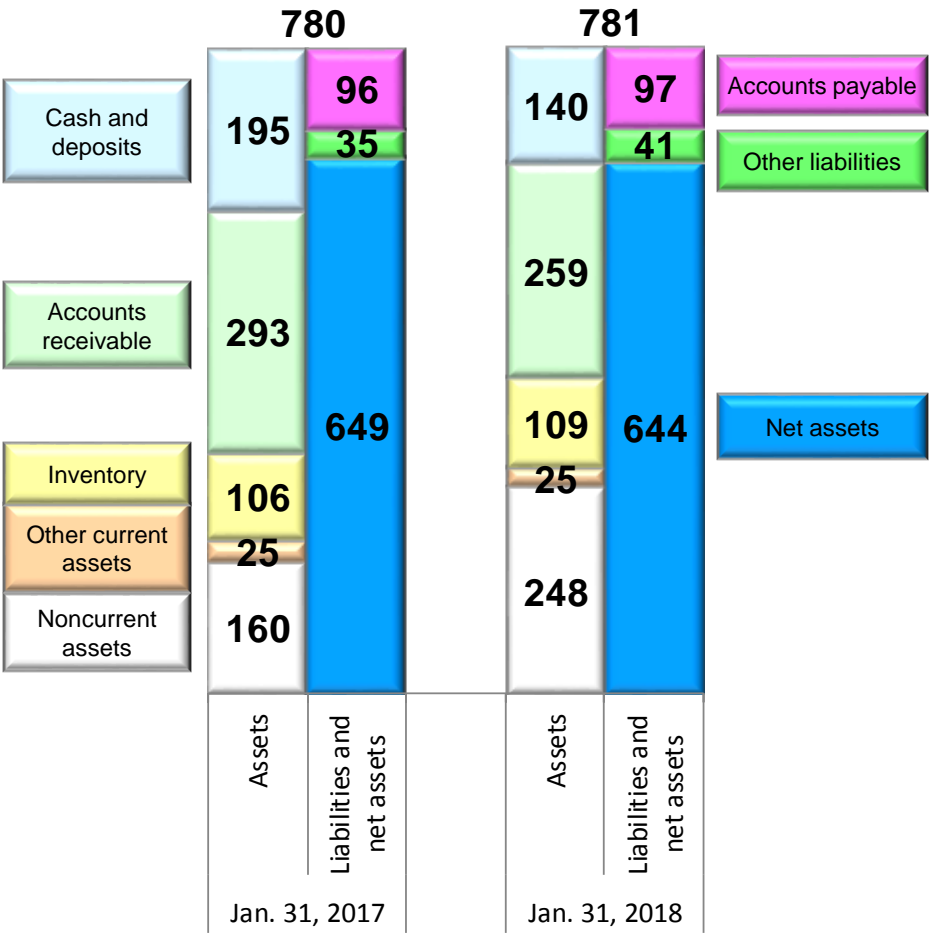 780
781
Cash and
deposits
Accounts
receivable
Inventory
Other current
assets
Noncurrent
assets
195
293
106
25
160
96
35
649
140
259
109
25
248
97
41
644
Accounts payable
Other liabilities
Net assets
Assets
Liabilities and
net assets
Assets
Liabilities and
net assets
Jan. 31, 2017
Jan. 31, 2018